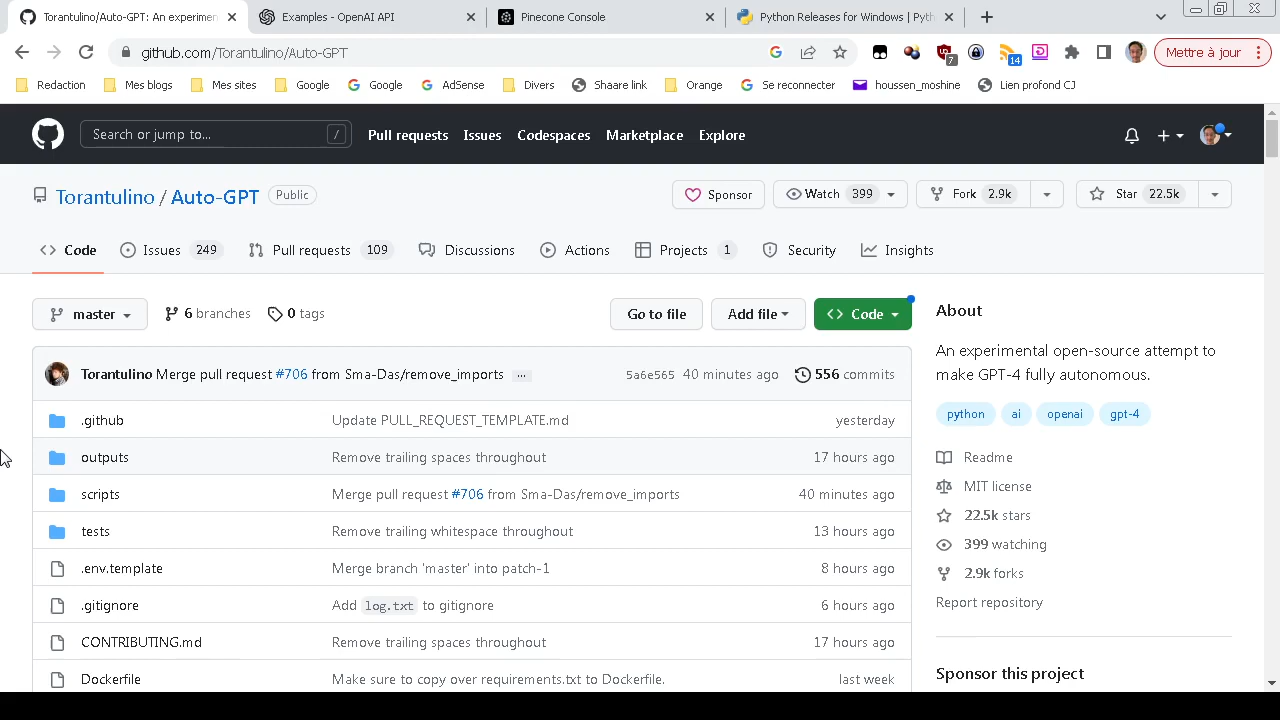 Torantulino/Auto-GPT: An experimen
Examples - OpenAI API
Pinecone Console
Python Releases for Windows | Pyth
github.com/Torantulino/Auto-GPT
7
14
Mettre à jour
Redaction
Mes blogs
Mes sites
Google
Google
AdSense
Divers
Shaare link
Orange
Se reconnecter
houssen_moshine
Lien profond CJ
Search or jump to...
/
Pull requests
Issues
Codespaces
Marketplace
Explore
Torantulino / Auto-GPT
Public
Sponsor
Watch 399
Fork 2.9k
Star 22.5k
Code
Issues 249
Pull requests 109
Discussions
Actions
Projects 1
Security
Insights
master
6 branches
0 tags
Go to file
Add file
Code
About
An experimental open-source attempt to
make GPT-4 fully autonomous.
Torantulino Merge pull request #706 from Sma-Das/remove_imports ...
5a6e565 40 minutes ago
556 commits
.github
Update PULL_REQUEST_TEMPLATE.md
yesterday
outputs
Remove trailing spaces throughout
17 hours ago
scripts
Merge pull request #706 from Sma-Das/remove_imports
40 minutes ago
tests
Remove trailing whitespace throughout
13 hours ago
.env.template
Merge branch 'master' into patch-1
8 hours ago
.gitignore
Add log.txt to gitignore
6 hours ago
CONTRIBUTING.md
Remove trailing spaces throughout
17 hours ago
Dockerfile
Make sure to copy over requirements.txt to Dockerfile.
last week
python
ai
openai
gpt-4
Readme
MIT license
22.5k stars
399 watching
2.9k forks
Report repository
Sponsor this project